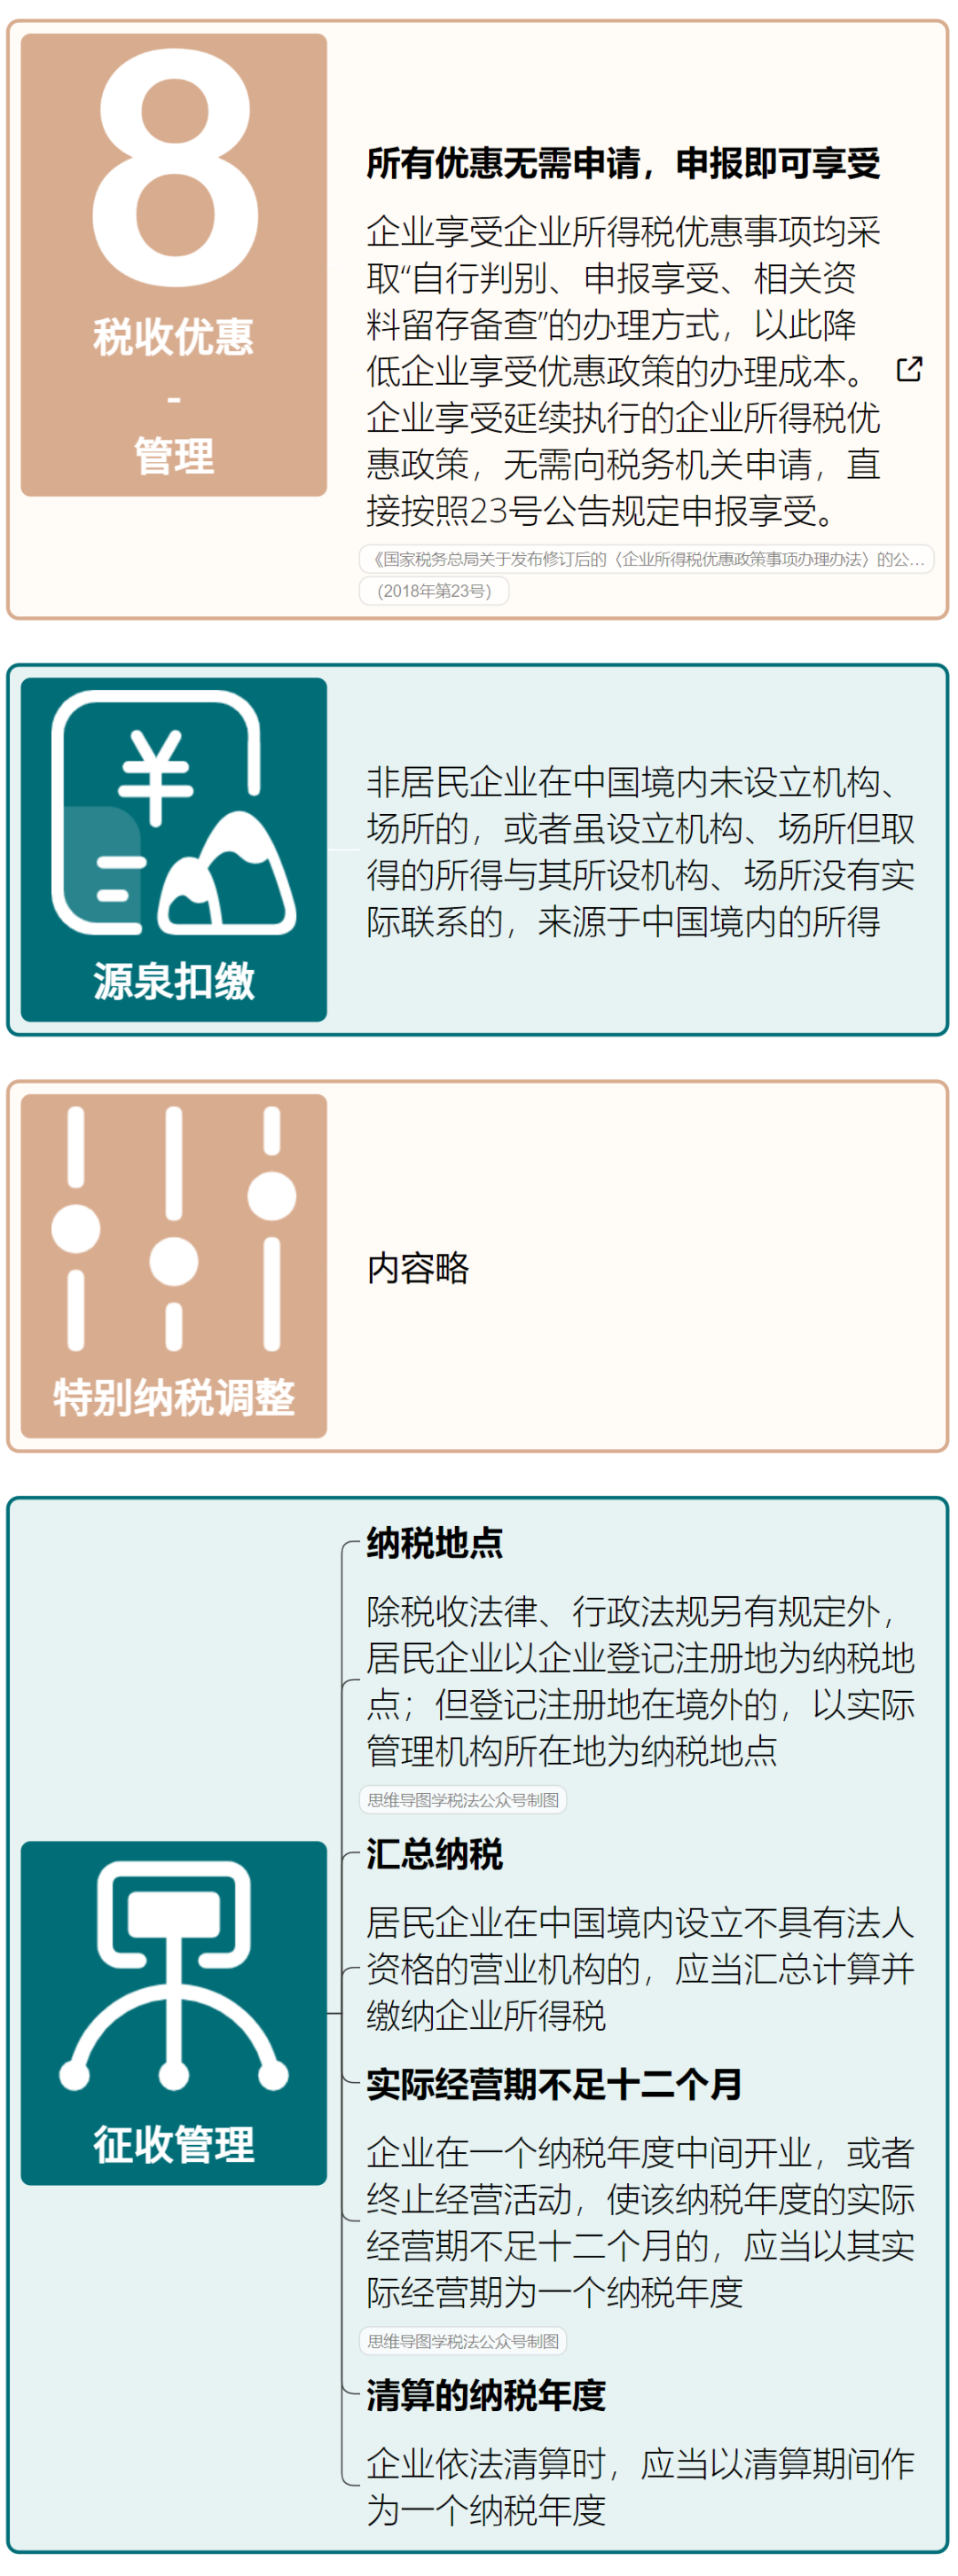 8
税收优惠
-
管理
所有优惠无需申请，申报即可享受
企业享受企业所得税优惠事项均采
取“自行判别、申报享受、相关资
料留存备查”的办理方式，以此降
低企业享受优惠政策的办理成本。
企业享受延续执行的企业所得税优
惠政策，无需向税务机关申请，直
接按照23号公告规定申报享受。
《国家税务总局关于发布修订后的〈企业所得税优惠政策事项办理办法〉的公...
（2018年第23号）
¥
源泉扣缴
非居民企业在中国境内未设立机构、
场所的，或者虽设立机构、场所但取
得的所得与其所设机构、场所没有实
际联系的，来源于中国境内的所得
特别纳税调整
内容略
征收管理
纳税地点
除税收法律、行政法规另有规定外，
居民企业以企业登记注册地为纳税地
点；但登记注册地在境外的，以实际
管理机构所在地为纳税地点
思维导图学税法公众号制图
汇总纳税
居民企业在中国境内设立不具有法人
资格的营业机构的，应当汇总计算并
缴纳企业所得税
实际经营期不足十二个月
企业在一个纳税年度中间开业，或者
终止经营活动，使该纳税年度的实际
经营期不足十二个月的，应当以其实
际经营期为一个纳税年度
思维导图学税法公众号制图
清算的纳税年度
企业依法清算时，应当以清算期间作
为一个纳税年度